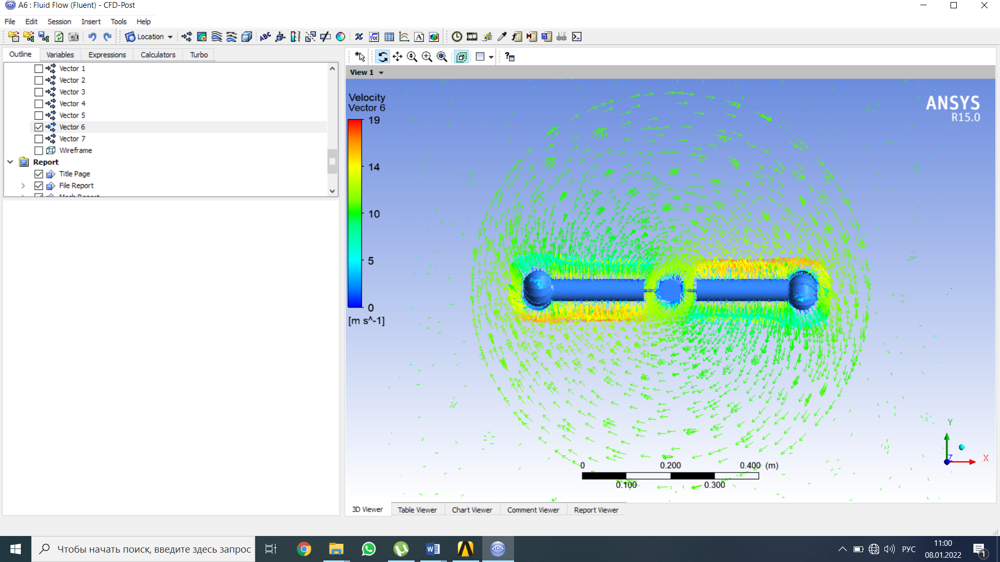 A6 : Fluid Flow (Fluent) - CFD-Post
File Edit Session Insert Tools Help
Location
Outline Variables Expressions Calculators Turbo
Vector 1
Vector 2
Vector 3
Vector 4
Vector 5
Vector 6
Vector 7
Wireframe
Report
Title Page
File Report
Mesh Report
View 1
Velocity
Vector 6
19
14
10
5
0
[m s^-1]
ANSYS
R15.0
Y
Z
X
0 0.200 0.400 (m)
0.100 0.300
3D Viewer Table Viewer Chart Viewer Comment Viewer Report Viewer
Чтобы начать поиск, введите здесь запрос
РУС
11:00
08.01.2022
1